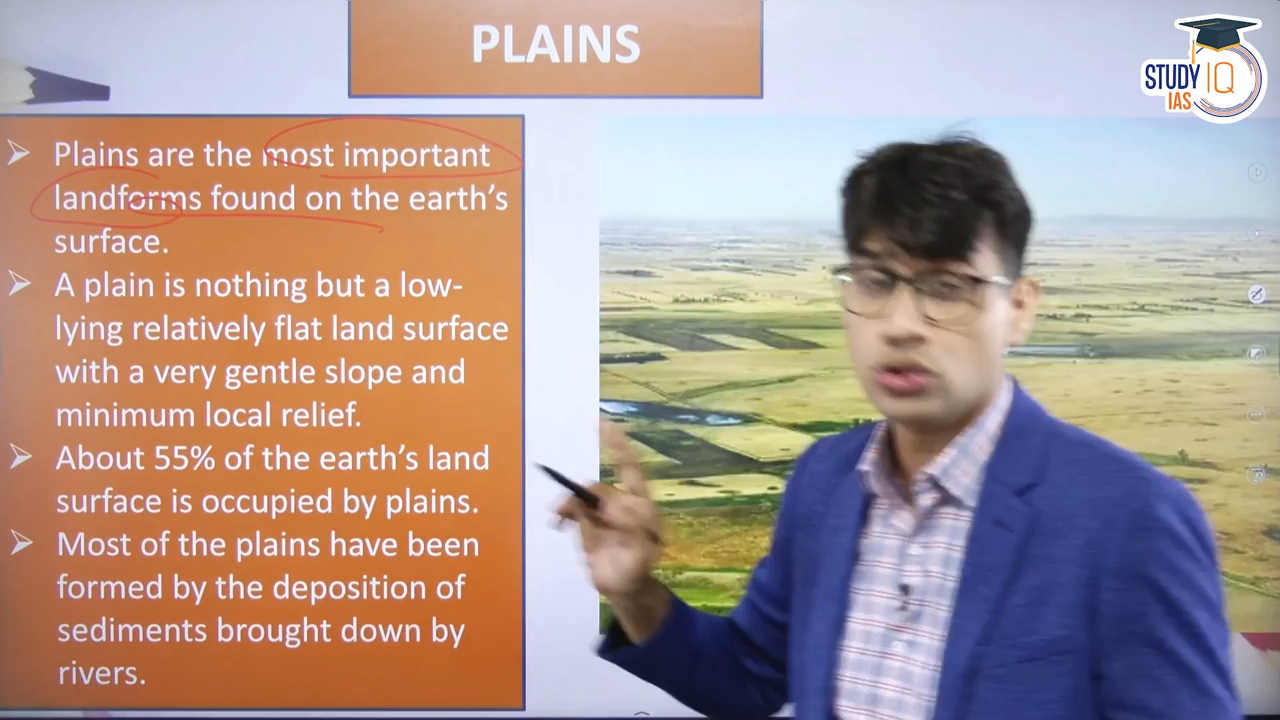 PLAINS
STUDY IQ
IAS
Plains are the most important
landforms found on the earth’s
surface.
A plain is nothing but a low-
lying relatively flat land surface
with a very gentle slope and
minimum local relief.
About 55% of the earth’s land
surface is occupied by plains.
Most of the plains have been
formed by the deposition of
sediments brought down by
rivers.